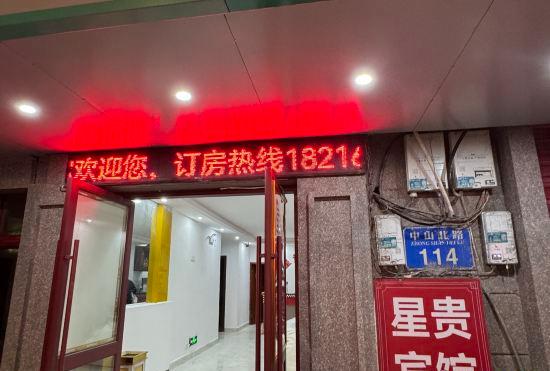 欢迎您，订房热线18216
中山北路
ZHONG SHAN BEI LU
114
星贵
宾馆